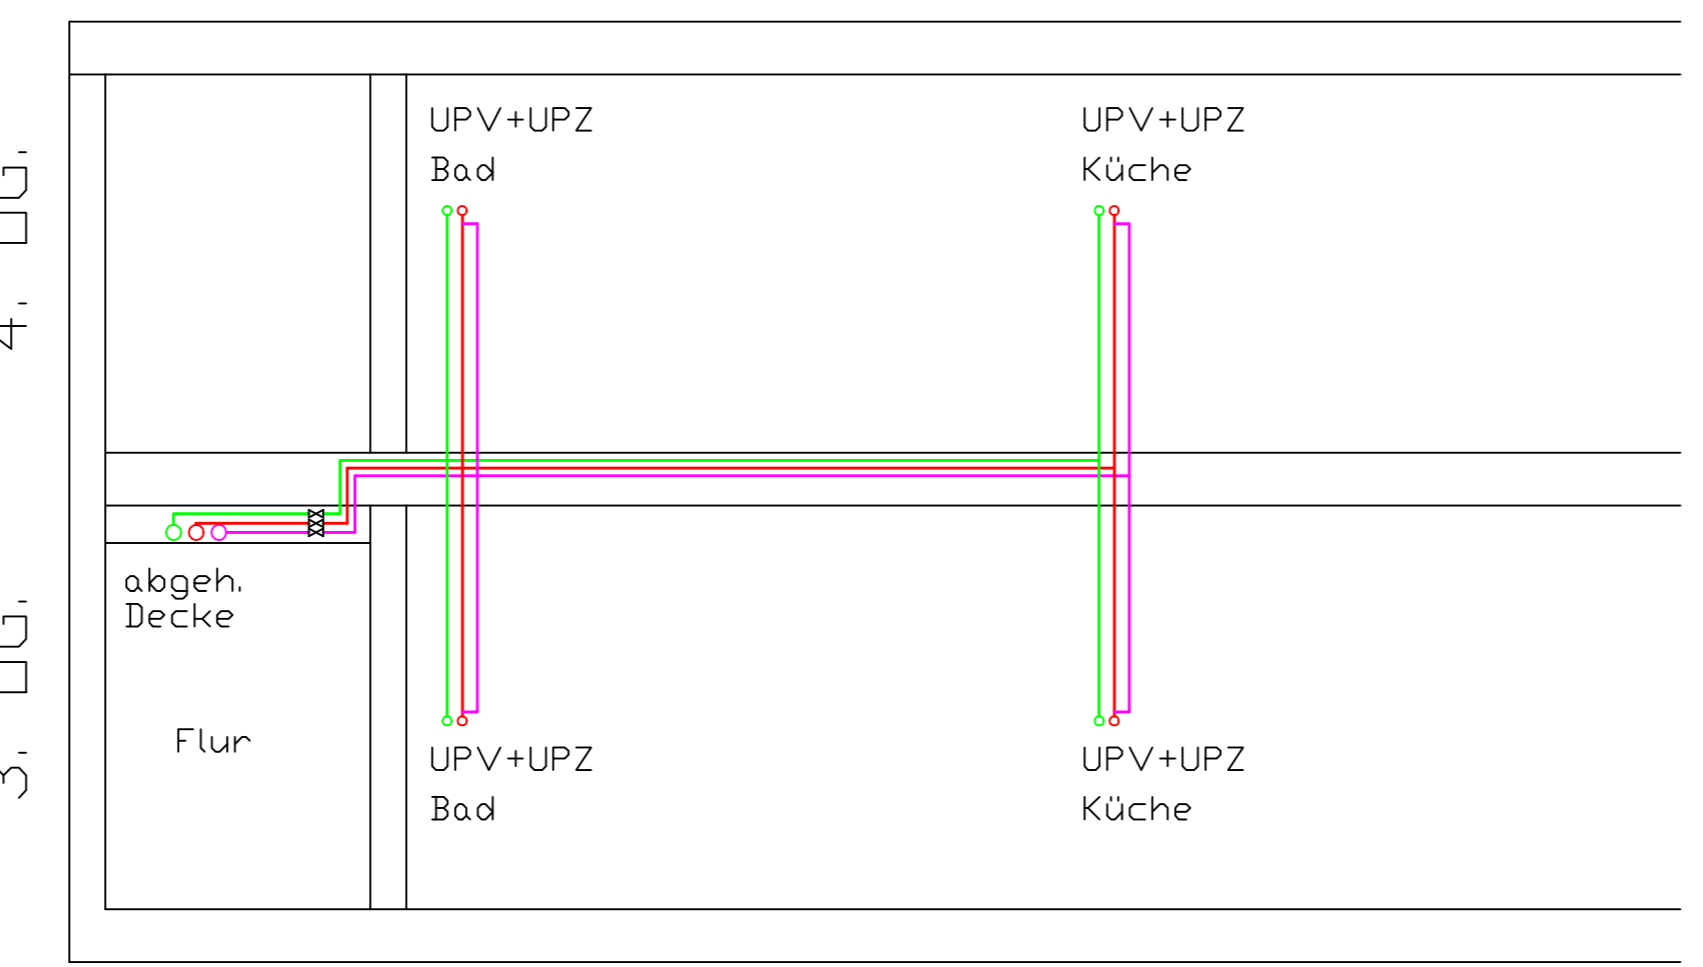 4. OG.
UPV+UPZ
Bad
UPV+UPZ
Küche
3. OG.
abgeh.
Decke
Flur
UPV+UPZ
Bad
UPV+UPZ
Küche